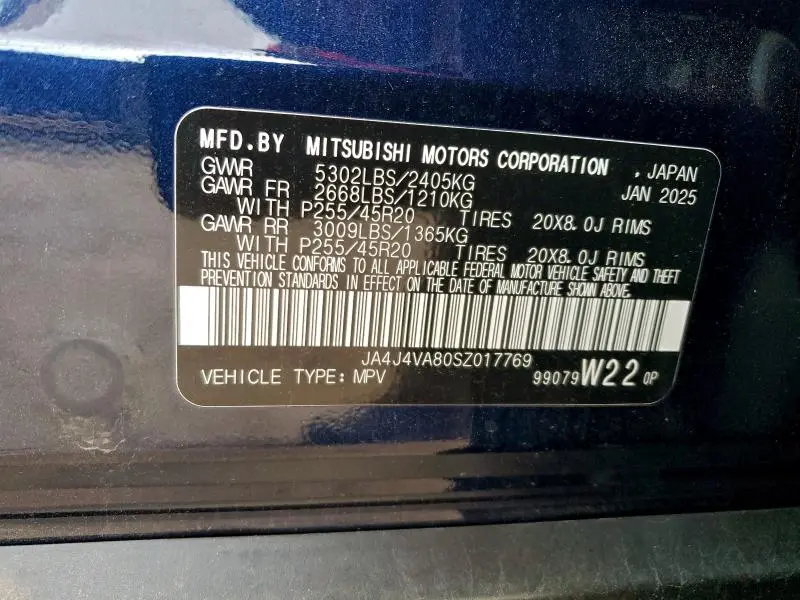 MFD.BY MITSUBISHI MOTORS CORPORATION , JAPAN
GVWR 5302LBS/2405KG JAN 2025
GAWR FR 2668LBS/1210KG
WITH P255/45R20 TIRES 20X8.0J RIMS
GAWR RR 3009LBS/1365KG
WITH P255/45R20 TIRES 20X8.0J RIMS
THIS VEHICLE CONFORMS TO ALL APPLICABLE FEDERAL MOTOR VEHICLE SAFETY AND THEFT
PREVENTION STANDARDS IN EFFECT ON THE DATE OF MANUFACTURE SHOWN ABOVE.
JA4J4VA80SZ017769
VEHICLE TYPE: MPV 99079 W22 0P